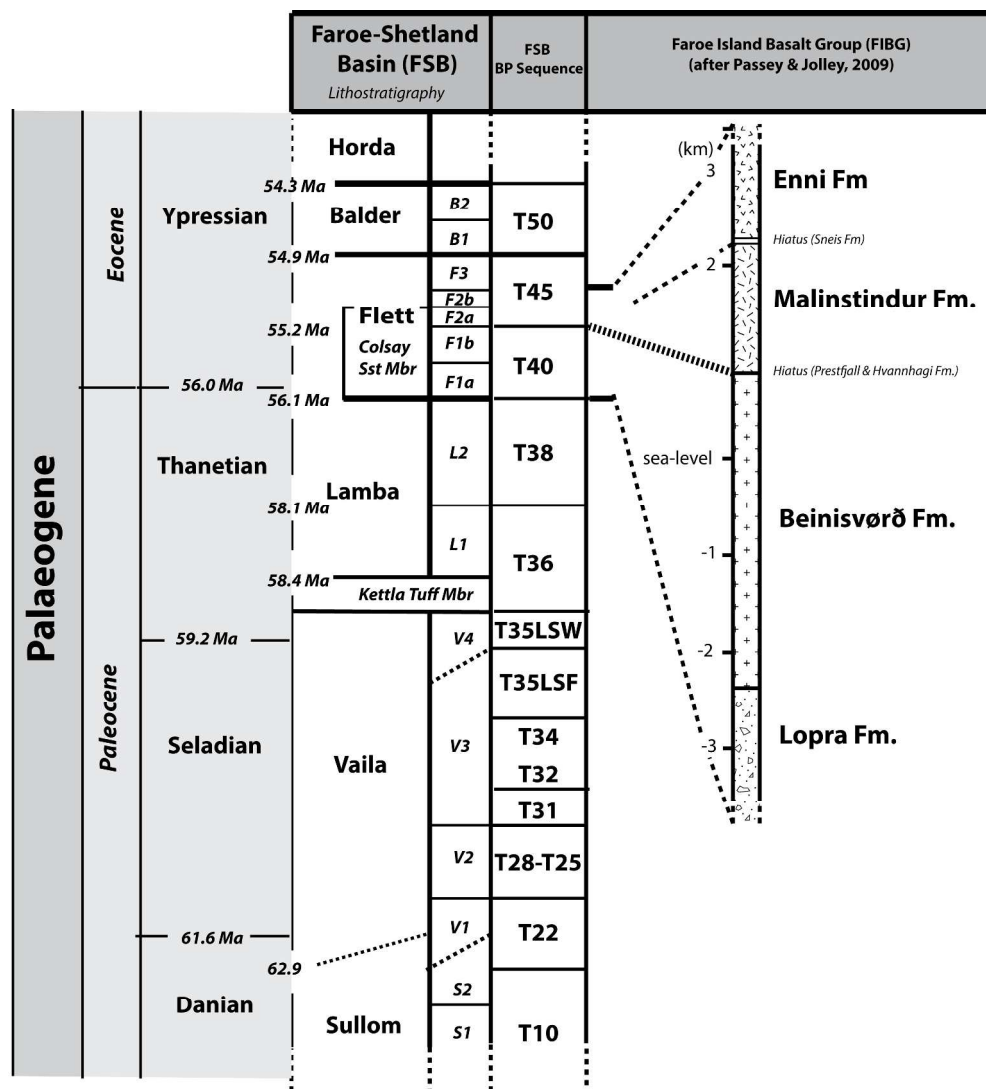 Faroe-Shetland
Basin (FSB)
Lithostratigraphy
FSB
BP Sequence
Faroe Island Basalt Group (FIBG)
(after Passey & Jolley, 2009)
Palaeogene
Eocene
Paleocene
Ypressian
56.0 Ma
Thanetian
59.2 Ma
Seladian
61.6 Ma
Danian
Horda
54.3 Ma
Balder
54.9 Ma
Flett
Colsay
Sst Mbr
55.2 Ma
56.1 Ma
Lamba
58.1 Ma
58.4 Ma
Kettla Tuff Mbr
Vaila
62.9
Sullom
B2
B1
F3
F2b
F2a
F1b
F1a
L2
L1
V4
V3
V2
V1
S2
S1
T50
T45
T40
T38
T36
T35LSW
T35LSF
T34
T32
T31
T28-T25
T22
T10
(km)
3
2
sea-level
-1
-2
-3
Enni Fm
Hiatus (Sneis Fm)
Malinstindur Fm.
Hiatus (Prestfjall & Hvannhagi Fm.)
Beinisvørð Fm.
Lopra Fm.